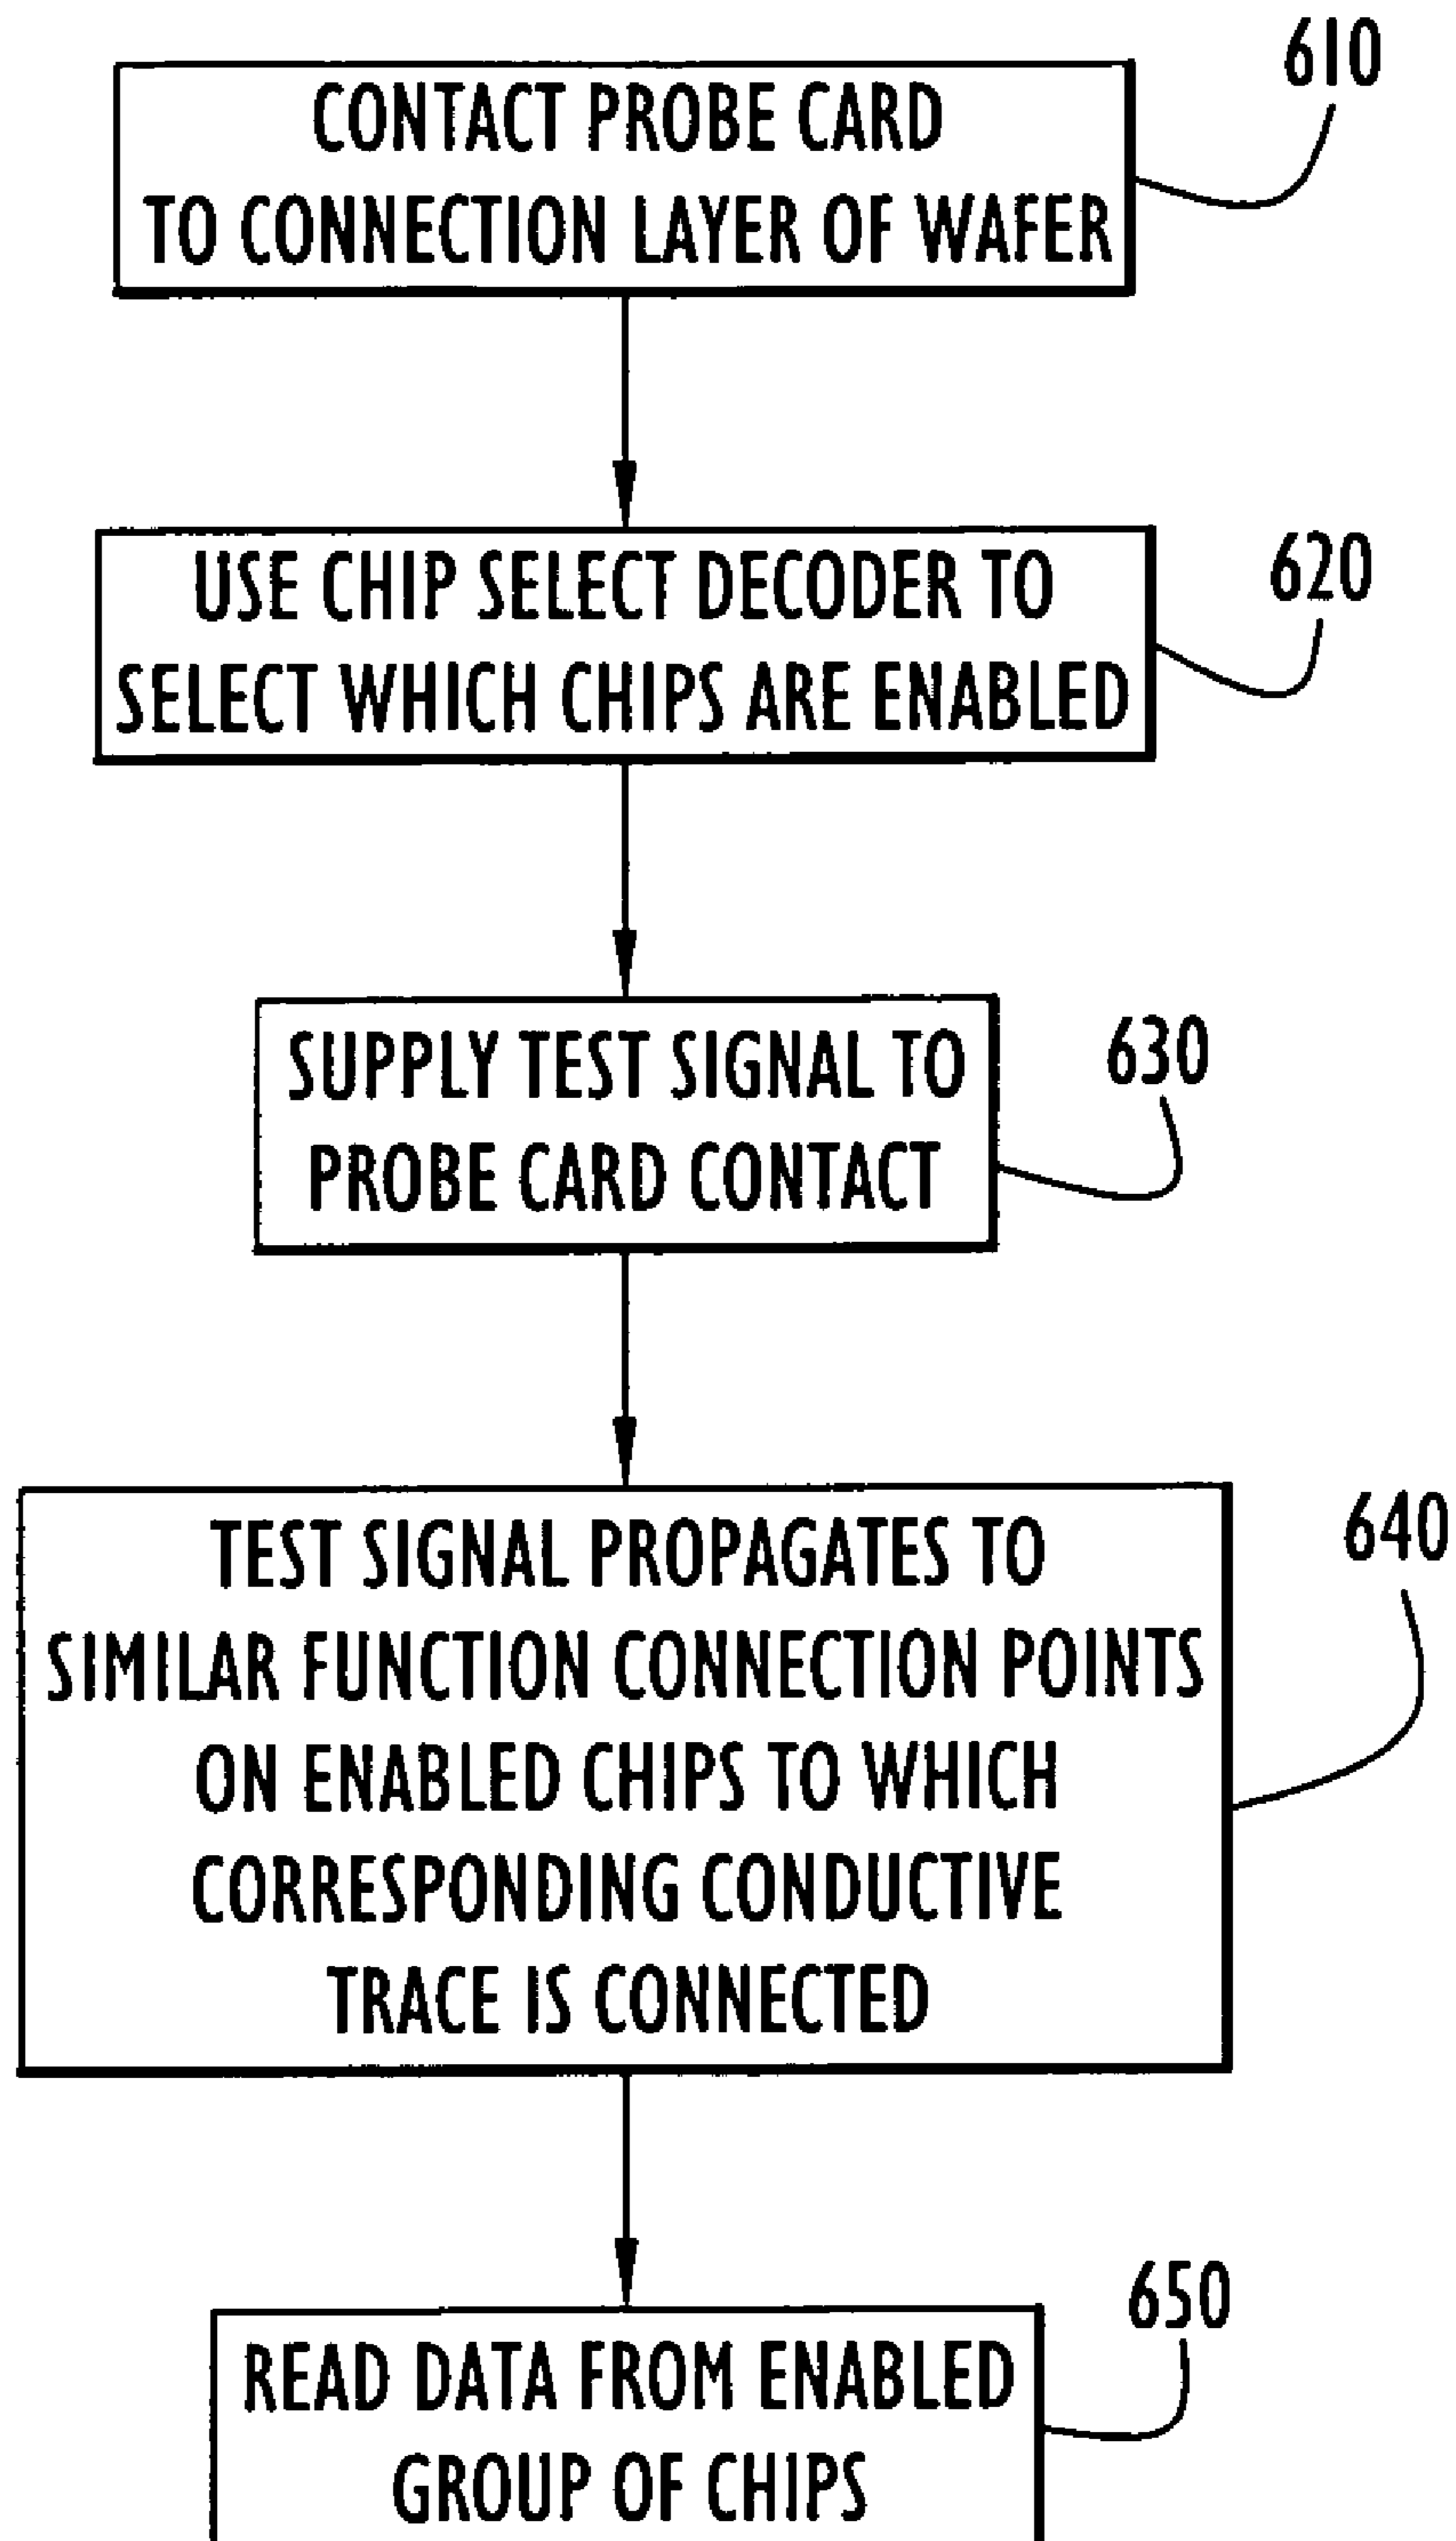 610
CONTACT PROBE CARD
TO CONNECTION LAYER OF WAFER
620
USE CHIP SELECT DECODER TO
SELECT WHICH CHIPS ARE ENABLED
630
SUPPLY TEST SIGNAL TO
PROBE CARD CONTACT
640
TEST SIGNAL PROPAGATES TO
SIMILAR FUNCTION CONNECTION POINTS
ON ENABLED CHIPS TO WHICH
CORRESPONDING CONDUCTIVE
TRACE IS CONNECTED
650
READ DATA FROM ENABLED
GROUP OF CHIPS